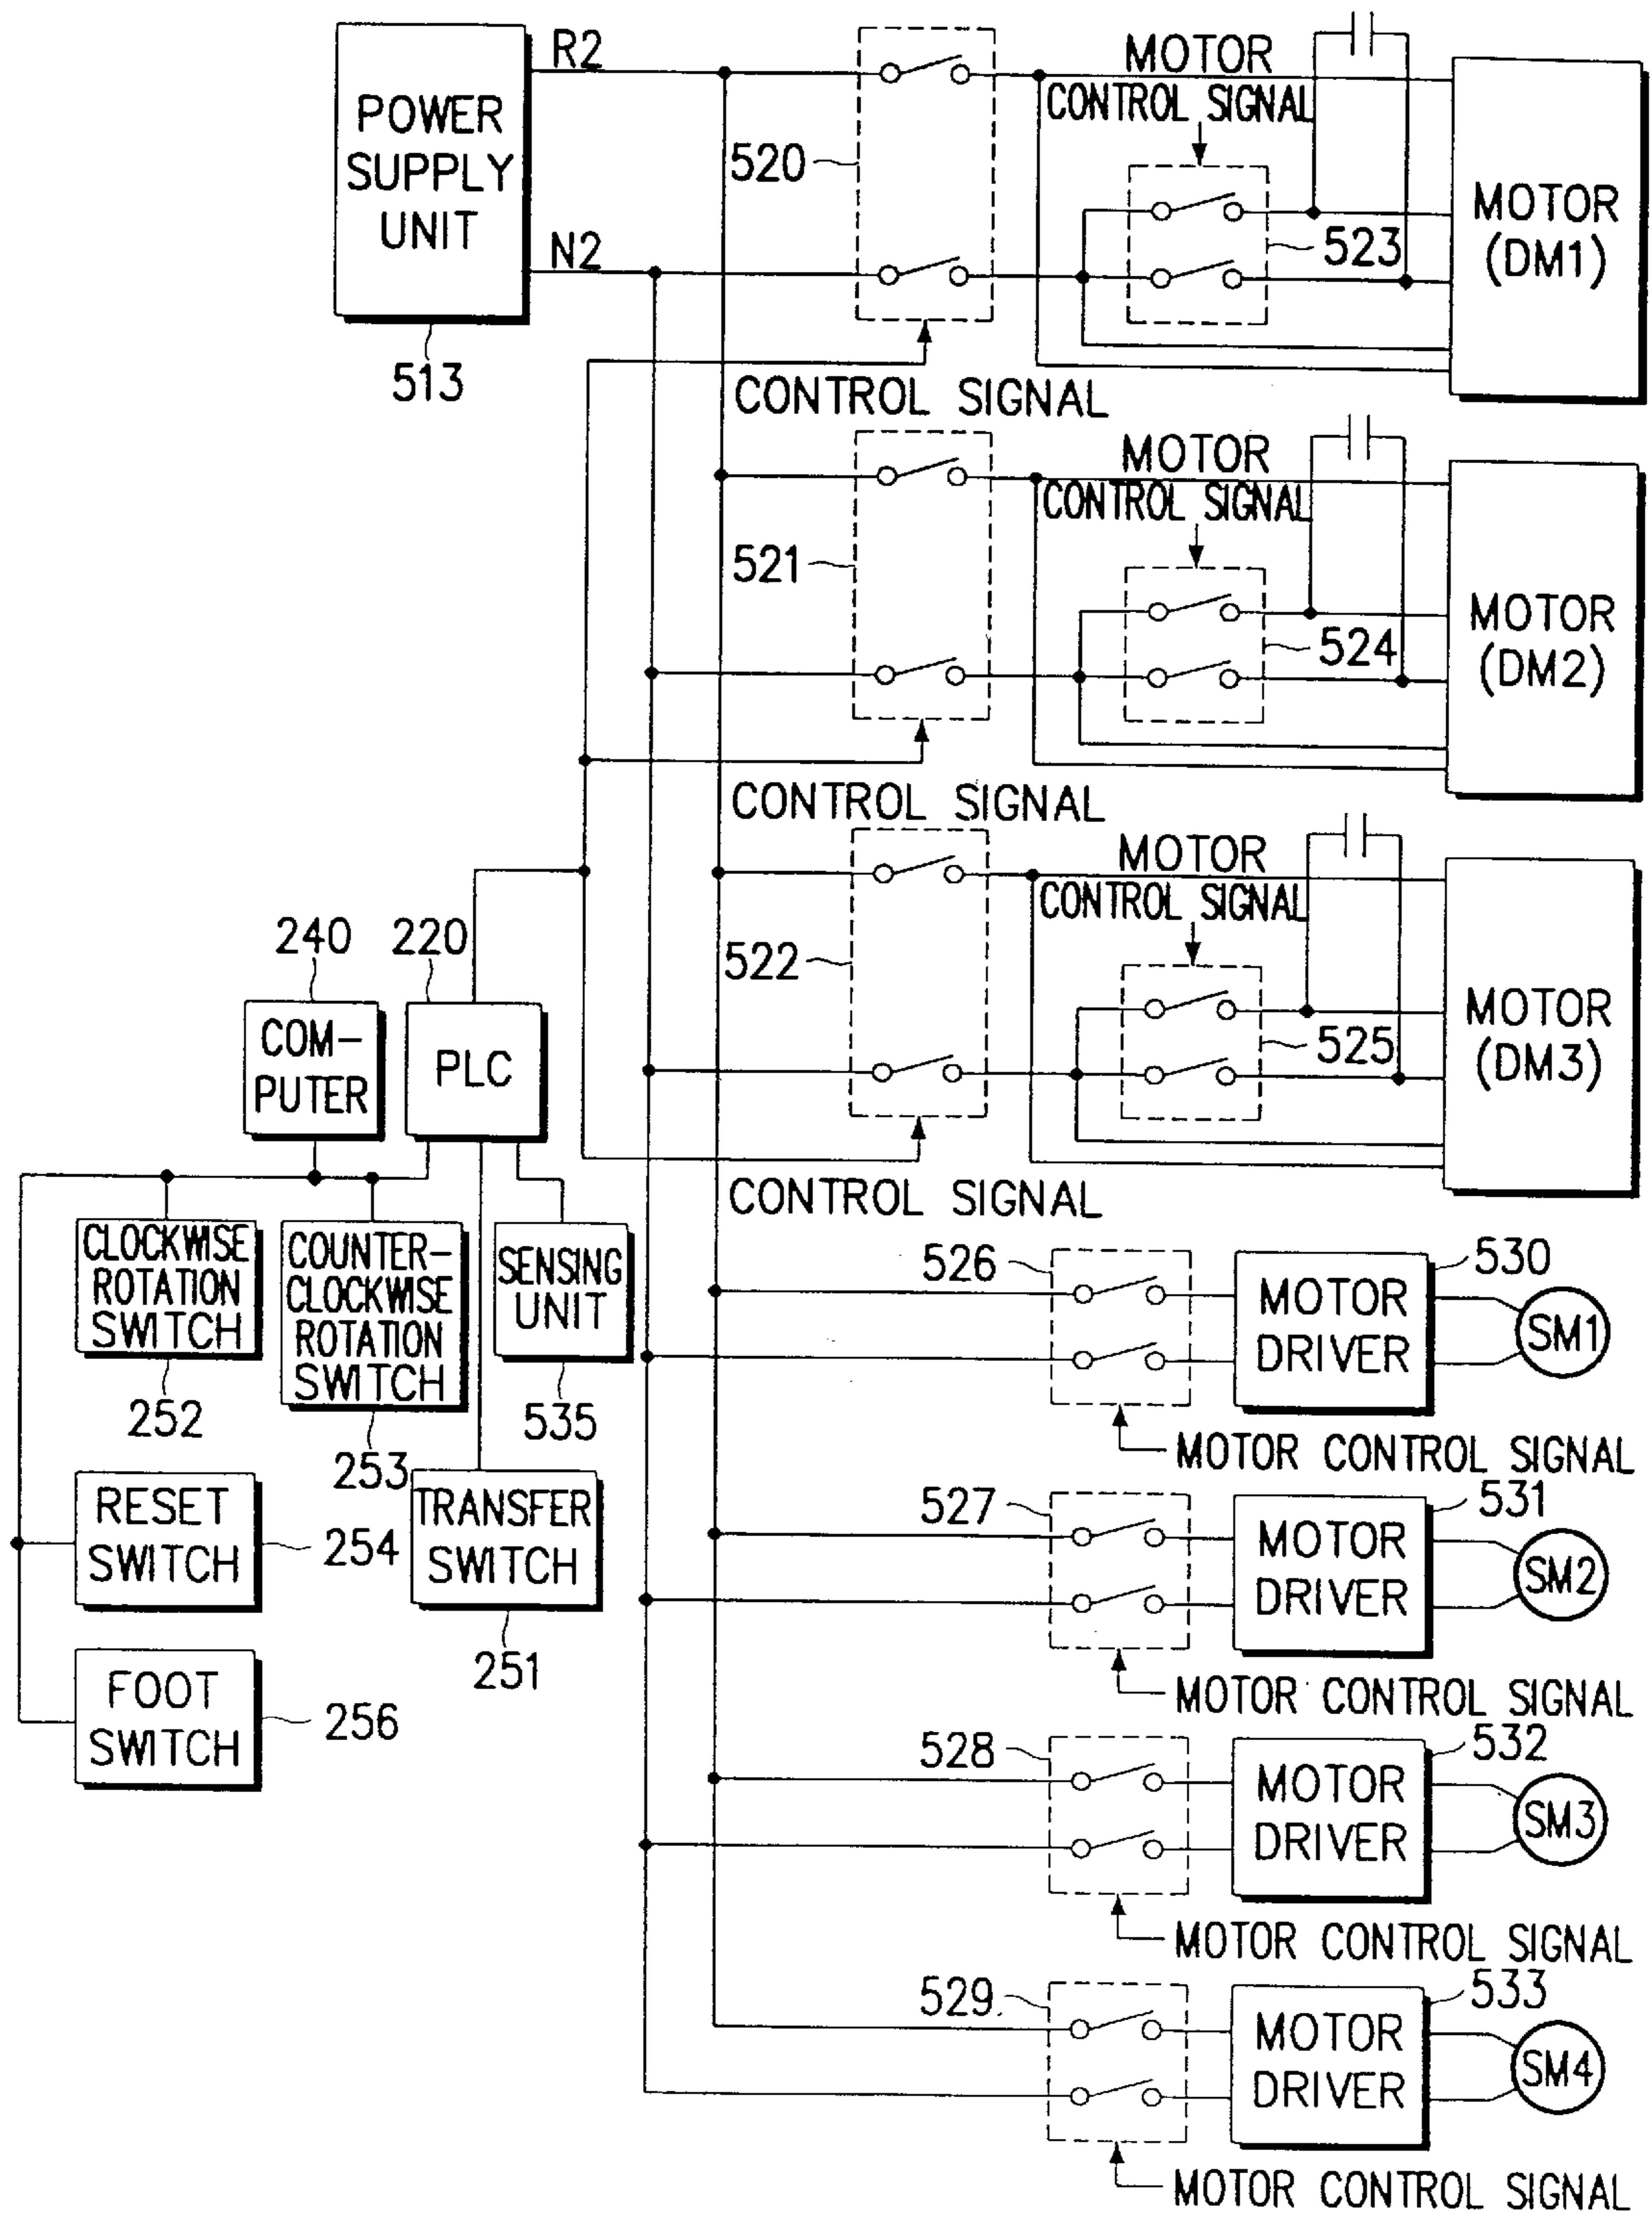 R2
POWER
SUPPLY
UNIT
N2
513
520
MOTOR
CONTROL SIGNAL
523
MOTOR
(DM1)
CONTROL SIGNAL
521
MOTOR
CONTROL SIGNAL
524
MOTOR
(DM2)
CONTROL SIGNAL
522
MOTOR
CONTROL SIGNAL
525
MOTOR
(DM3)
CONTROL SIGNAL
240
220
COM-
PUTER
PLC
CLOCKWISE
ROTATION
SWITCH
252
COUNTER-
CLOCKWISE
ROTATION
SWITCH
253
SENSING
UNIT
535
RESET
SWITCH
254
TRANSFER
SWITCH
251
FOOT
SWITCH
256
526
MOTOR
DRIVER
530
SM1
MOTOR CONTROL SIGNAL
527
MOTOR
DRIVER
531
SM2
MOTOR CONTROL SIGNAL
528
MOTOR
DRIVER
532
SM3
MOTOR CONTROL SIGNAL
529
MOTOR
DRIVER
533
SM4
MOTOR CONTROL SIGNAL